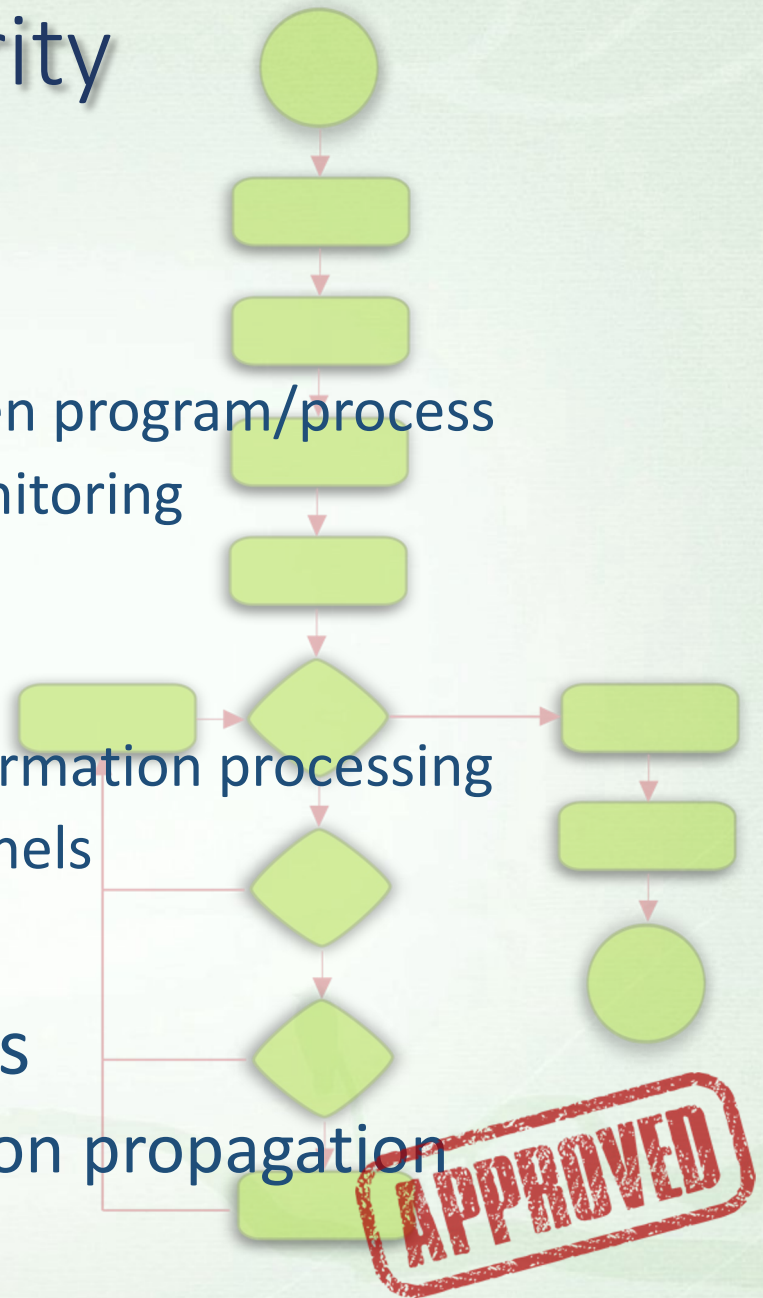 rity
en program/process
nitoring
rmation processing
nels
s
on propagation
APPROVED